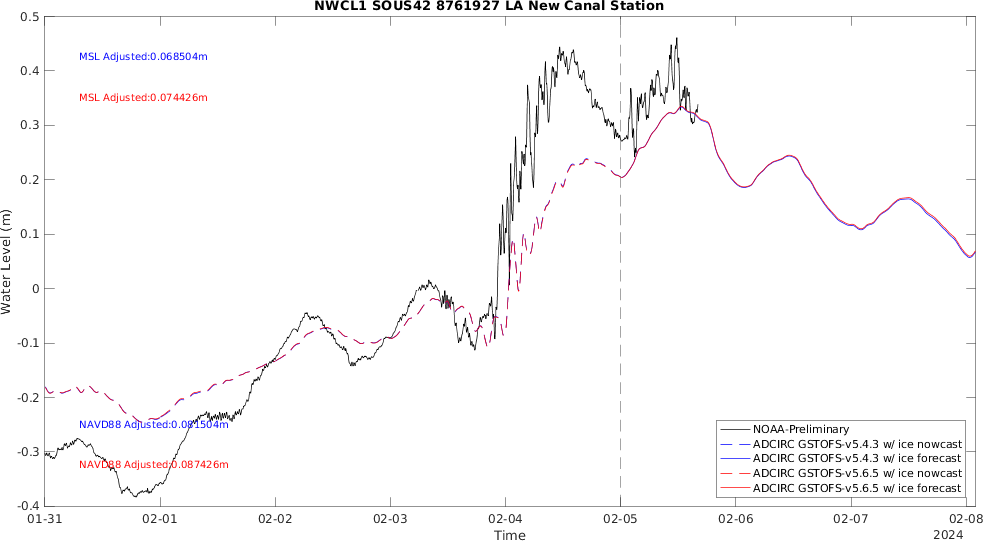 NWCL1 SOUS42 8761927 LA New Canal Station
0.5
0.4
0.3
0.2
0.1
0
-0.1
-0.2
-0.3
-0.4
Water Level (m)
MSL Adjusted:0.068504m
MSL Adjusted:0.074426m
NAVD88 Adjusted:0.081504m
NAVD88 Adjusted:0.087426m
NOAA-Preliminary
ADCIRC GSTOFS-v5.4.3 w/ ice nowcast
ADCIRC GSTOFS-v5.4.3 w/ ice forecast
ADCIRC GSTOFS-v5.6.5 w/ ice nowcast
ADCIRC GSTOFS-v5.6.5 w/ ice forecast
01-31 02-01 02-02 02-03 02-04 02-05 02-06 02-07 02-08
Time
2024